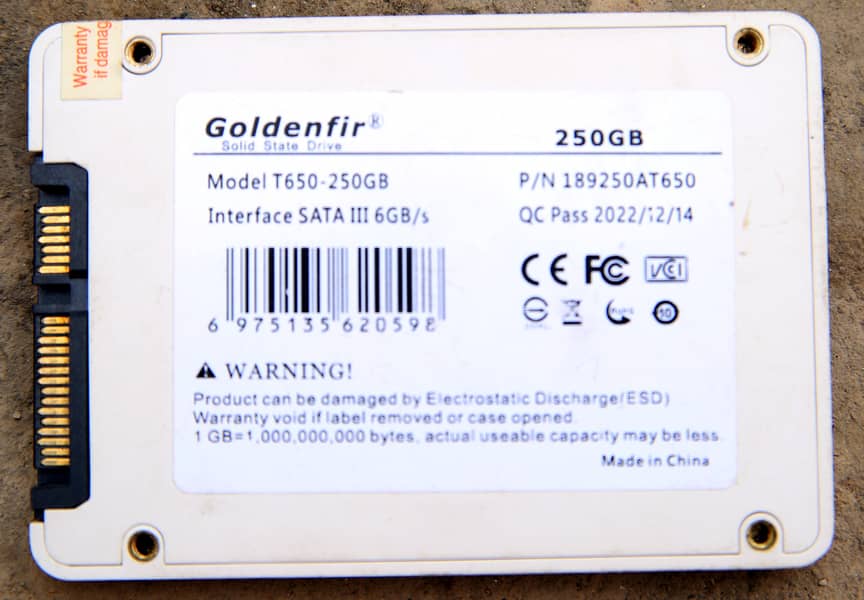 Warranty
if damag
Goldenfir®
Solid State Drive
250GB
Model T650-250GB
P/N 189250AT650
Interface SATA III 6GB/s
QC Pass 2022/12/14
6 975135 620598
CE FC VCI
RoHS 10
WARNING!
Product can be damaged by Electrostatic Discharge(ESD)
Warranty void if label removed or case opened.
1 GB=1,000,000,000 bytes, actual useable capacity may be less.
Made in China